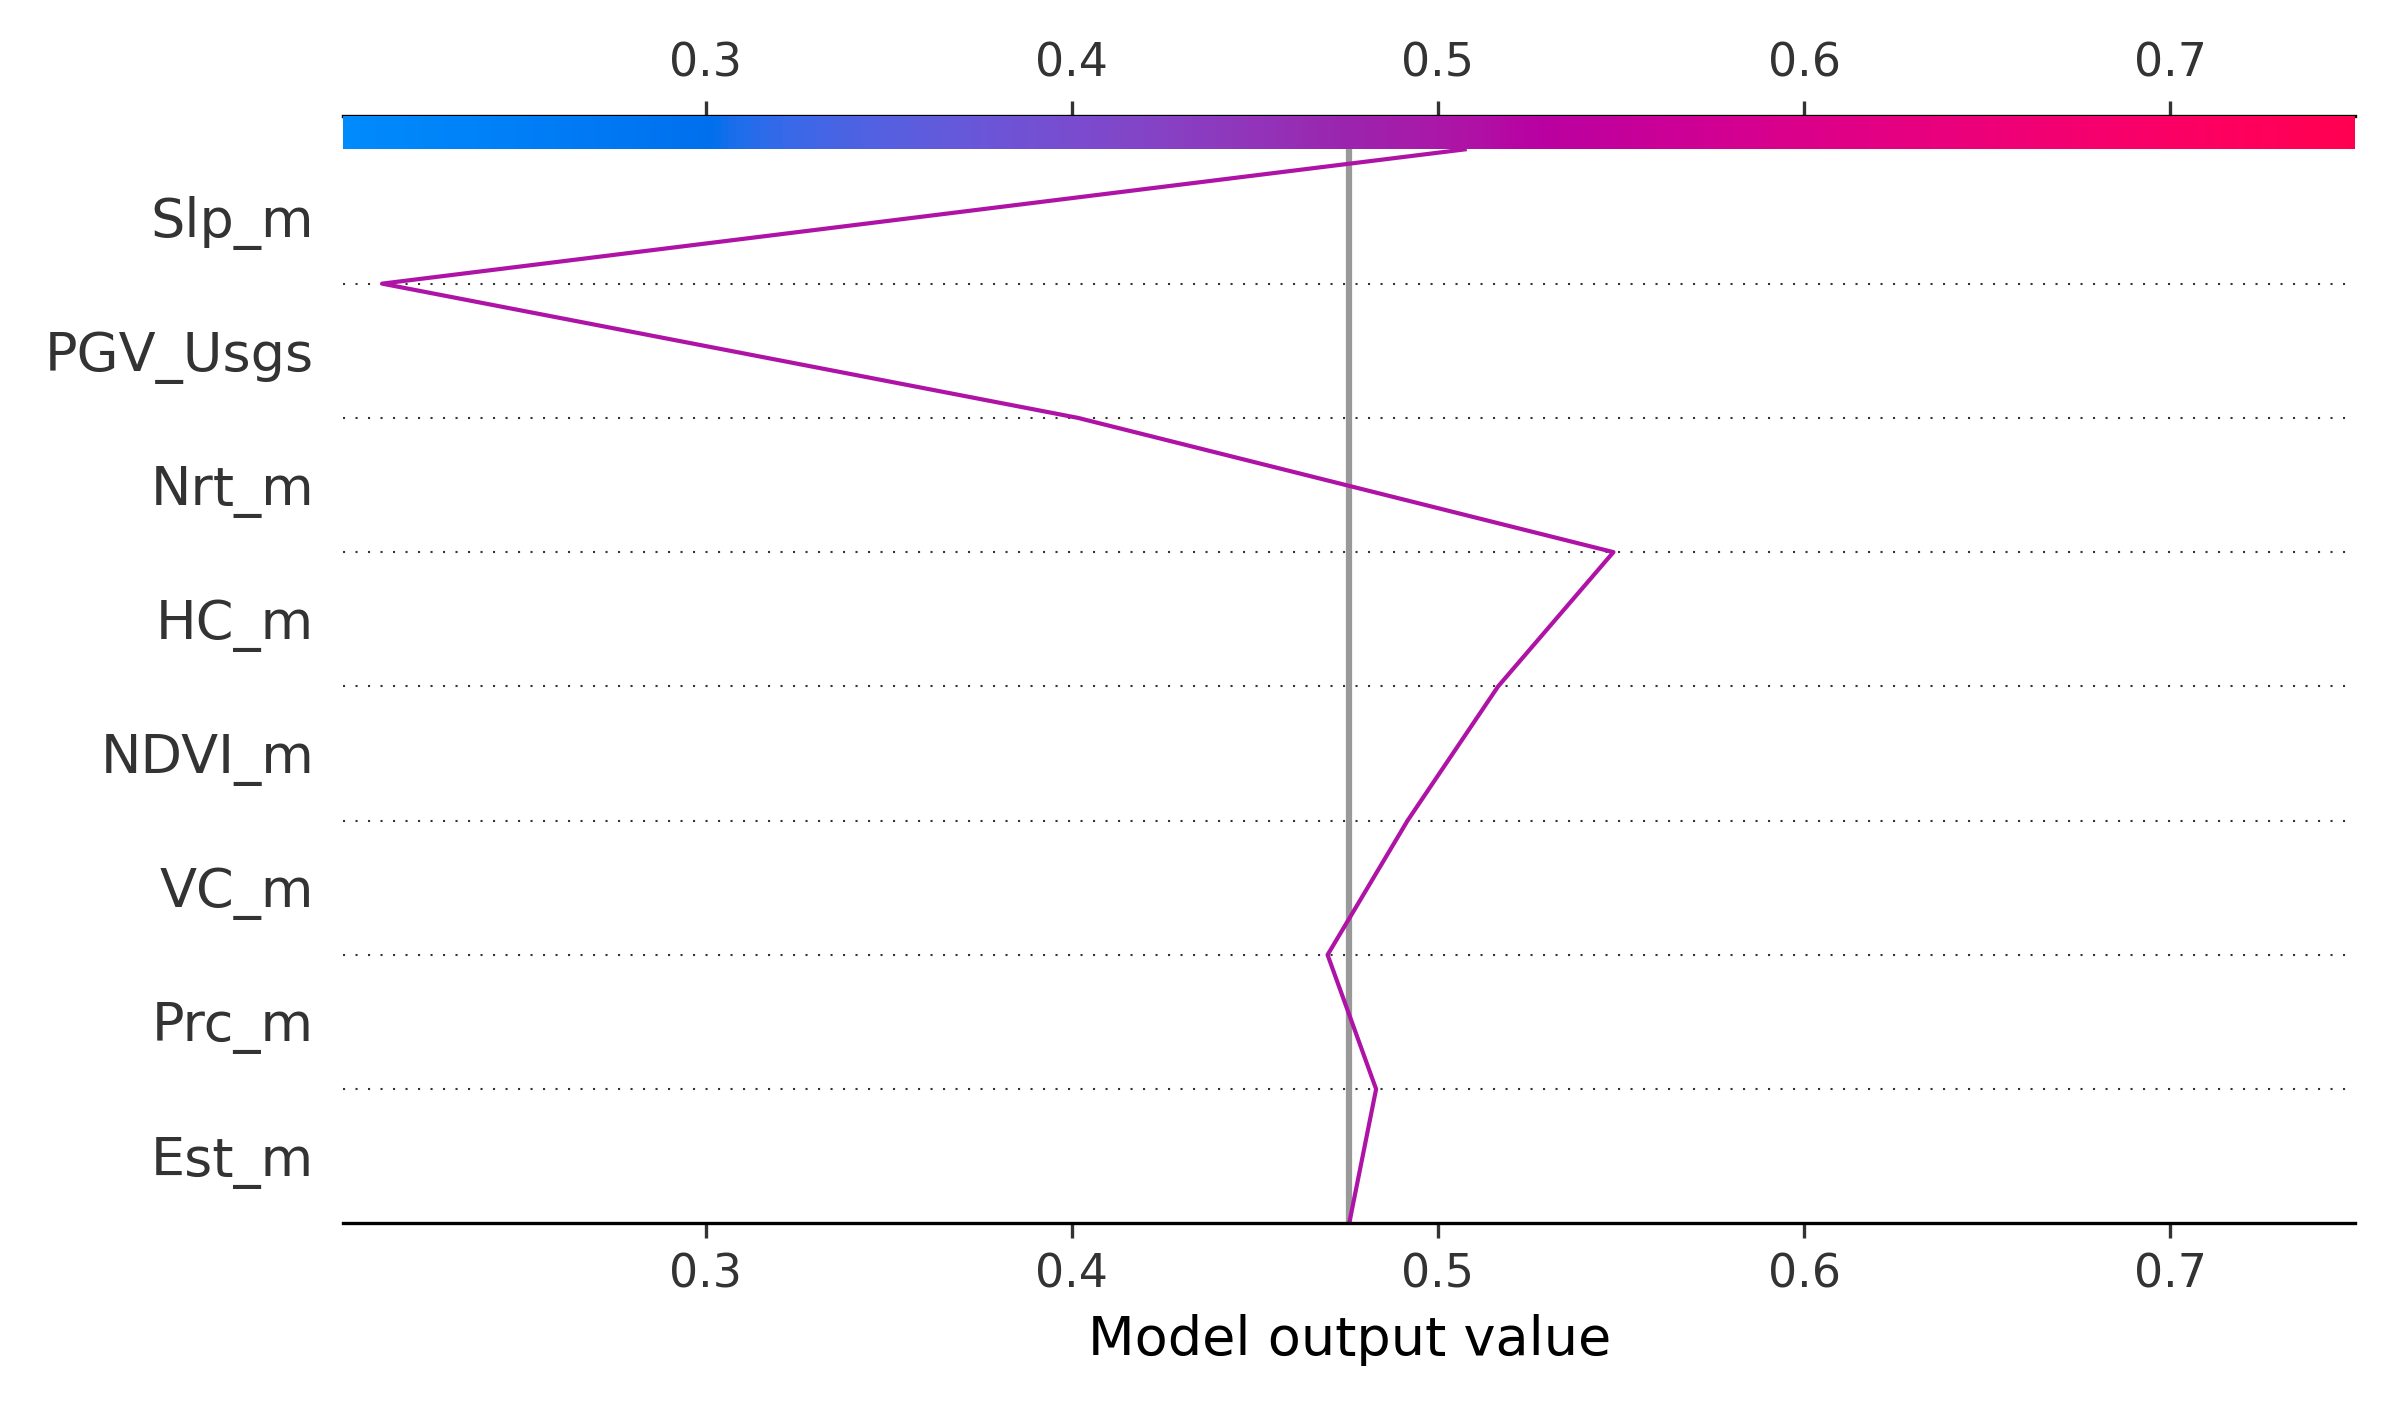 0.3 0.4 0.5 0.6 0.7
Slp_m
PGV_Usgs
Nrt_m
HC_m
NDVI_m
VC_m
Prc_m
Est_m
0.3 0.4 0.5 0.6 0.7
Model output value